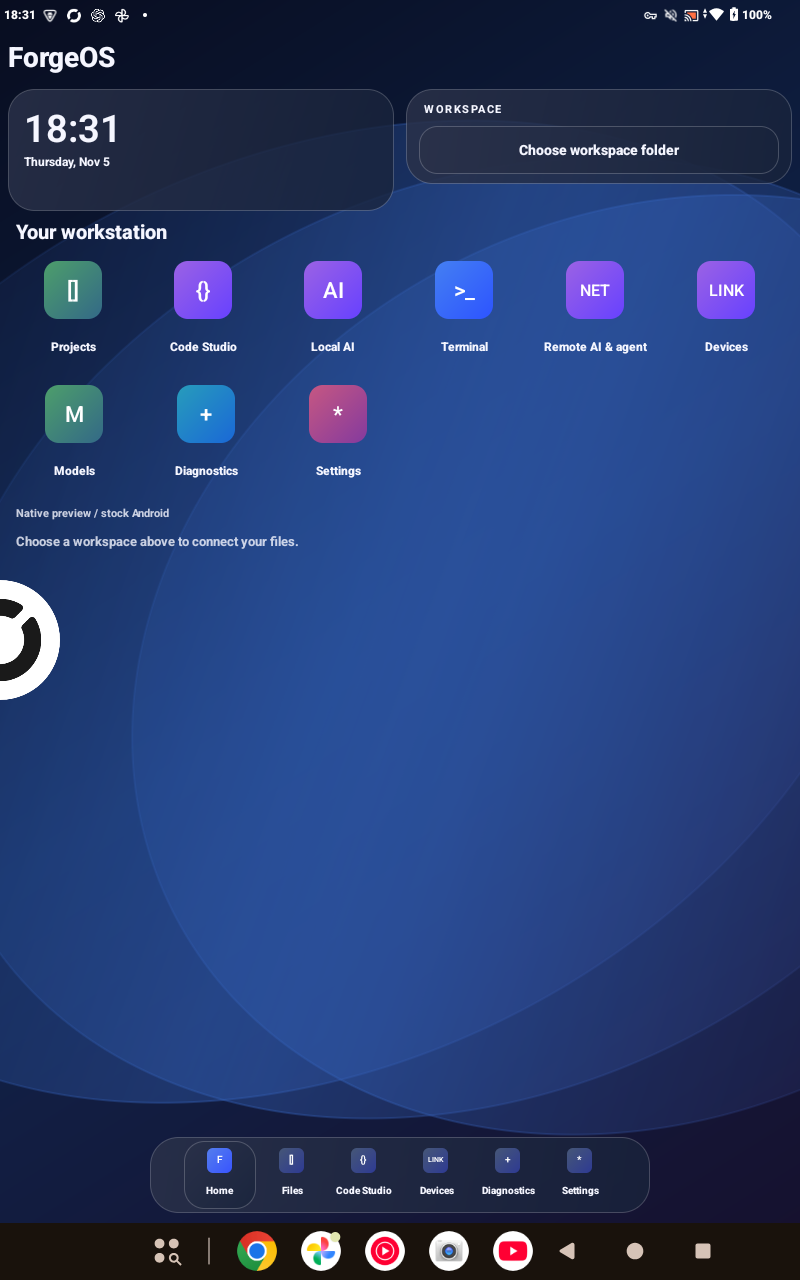 18:31
100%
ForgeOS
18:31
Thursday, Nov 5
WORKSPACE
Choose workspace folder
Your workstation
[]
{}
AI
>_
NET
LINK
Projects
Code Studio
Local AI
Terminal
Remote AI & agent
Devices
M
+
*
Models
Diagnostics
Settings
Native preview / stock Android
Choose a workspace above to connect your files.
F
[]
{}
LINK
+
*
Home
Files
Code Studio
Devices
Diagnostics
Settings